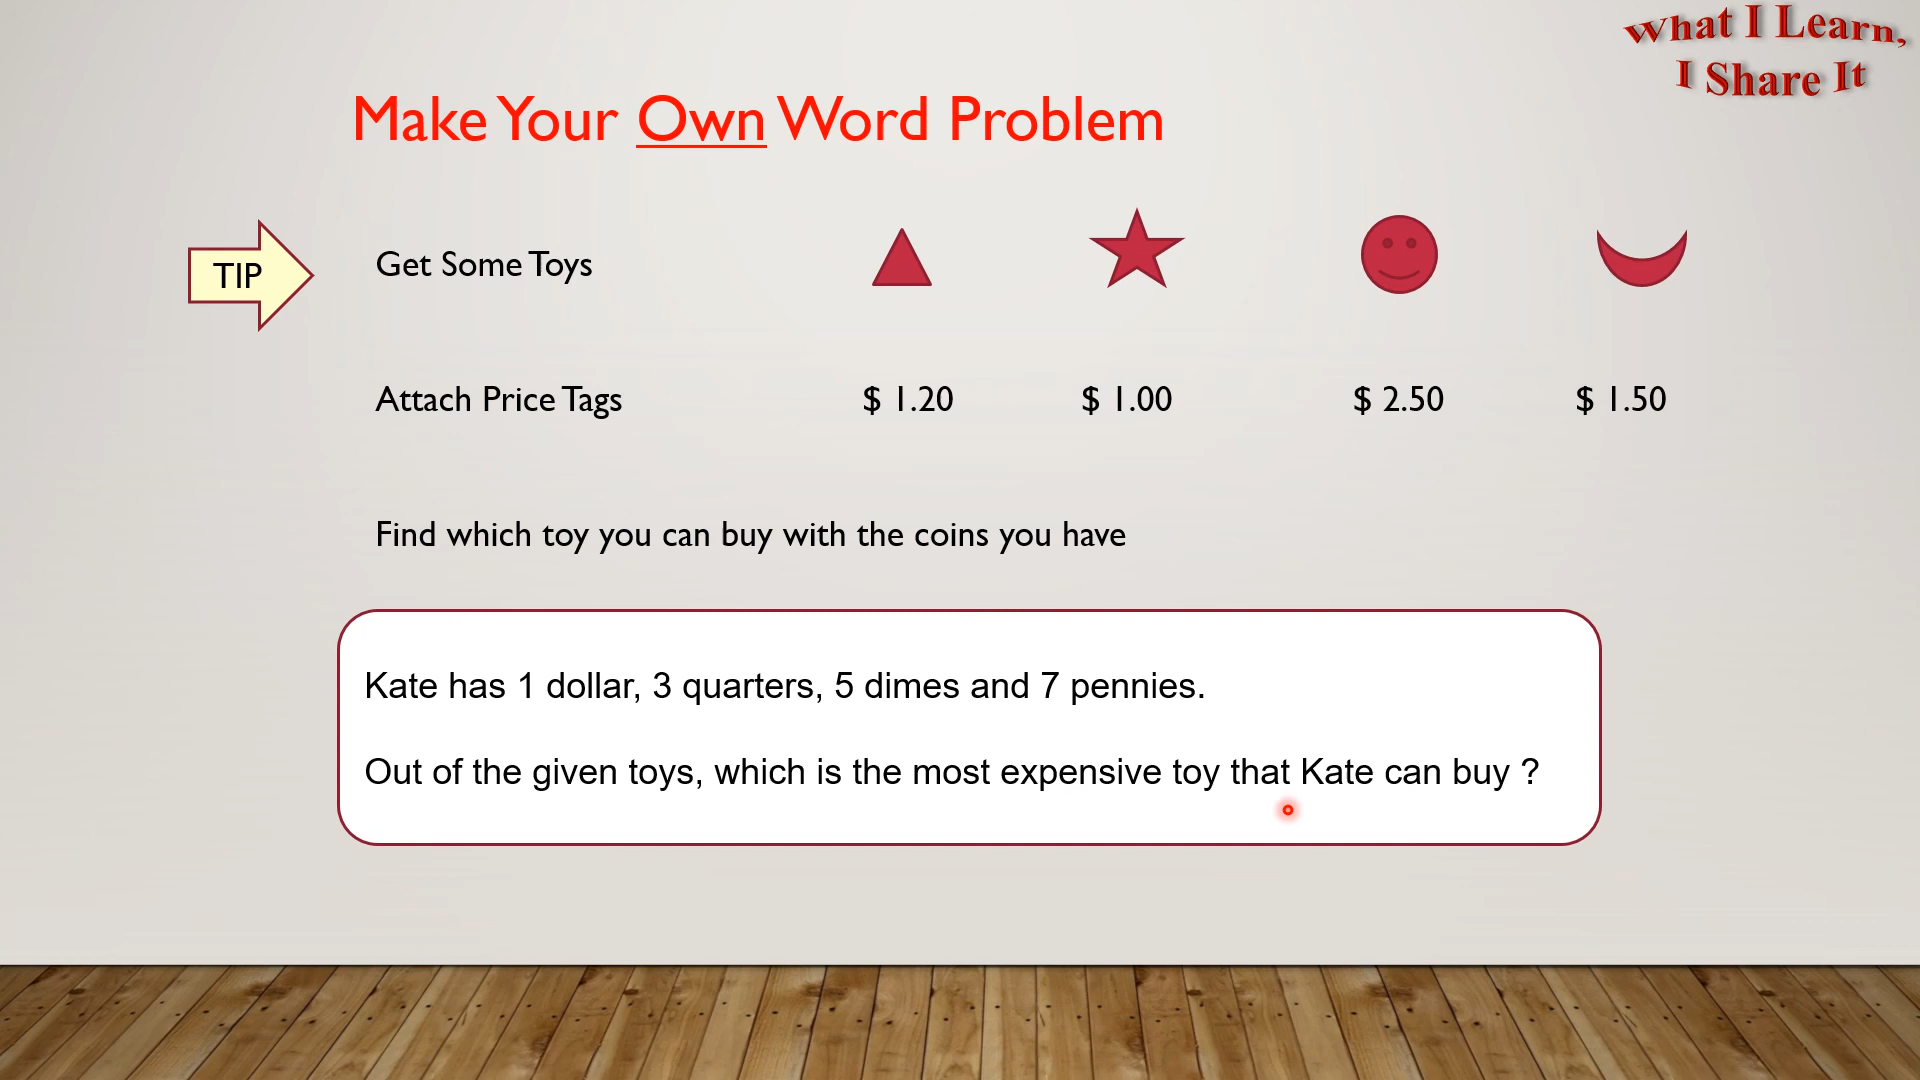 What I Learn,
I Share It
Make Your Own Word Problem
TIP
Get Some Toys
Attach Price Tags $ 1.20 $ 1.00 $ 2.50 $ 1.50
Find which toy you can buy with the coins you have
Kate has 1 dollar, 3 quarters, 5 dimes and 7 pennies.
Out of the given toys, which is the most expensive toy that Kate can buy ?